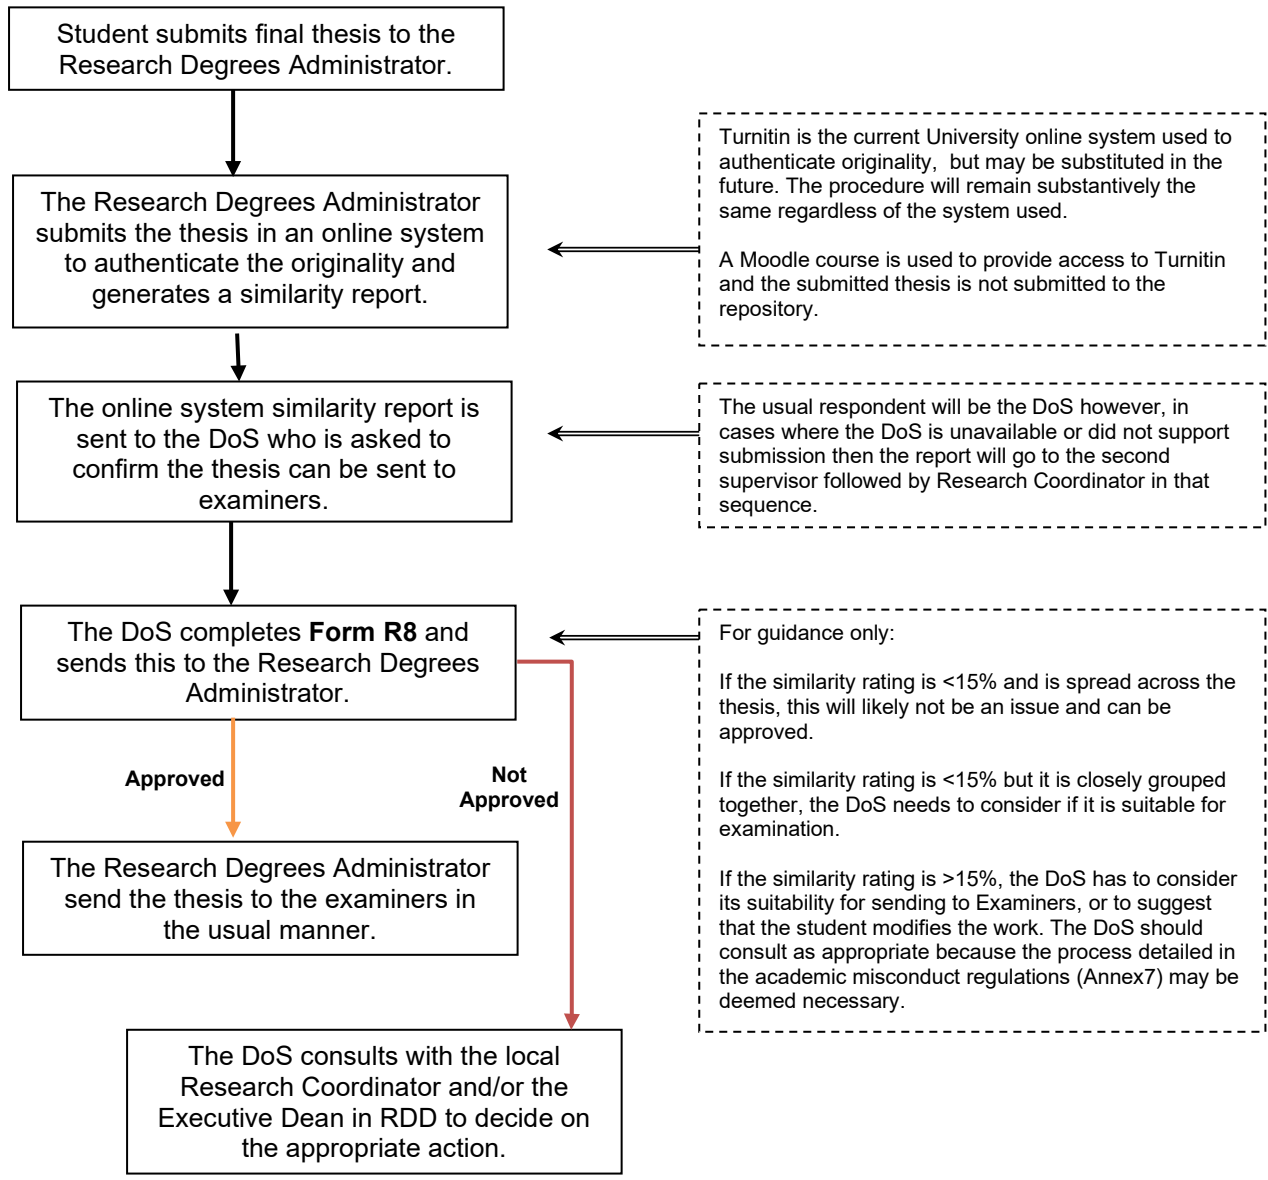 Student submits final thesis to the
Research Degrees Administrator.
The Research Degrees Administrator
submits the thesis in an online system
to authenticate the originality and
generates a similarity report.
Turnitin is the current University online system used to
authenticate originality,  but may be substituted in the
future. The procedure will remain substantively the
same regardless of the system used.
A Moodle course is used to provide access to Turnitin
and the submitted thesis is not submitted to the
repository.
The online system similarity report is
sent to the DoS who is asked to
confirm the thesis can be sent to
examiners.
The usual respondent will be the DoS however, in
cases where the DoS is unavailable or did not support
submission then the report will go to the second
supervisor followed by Research Coordinator in that
sequence.
The DoS completes Form R8 and
sends this to the Research Degrees
Administrator.
For guidance only:
If the similarity rating is <15% and is spread across the
thesis, this will likely not be an issue and can be
approved.
If the similarity rating is <15% but it is closely grouped
together, the DoS needs to consider if it is suitable for
examination.
If the similarity rating is >15%, the DoS has to consider
its suitability for sending to Examiners, or to suggest
that the student modifies the work. The DoS should
consult as appropriate because the process detailed in
the academic misconduct regulations (Annex7) may be
deemed necessary.
Approved
Not
Approved
The Research Degrees Administrator
send the thesis to the examiners in
the usual manner.
The DoS consults with the local
Research Coordinator and/or the
Executive Dean in RDD to decide on
the appropriate action.